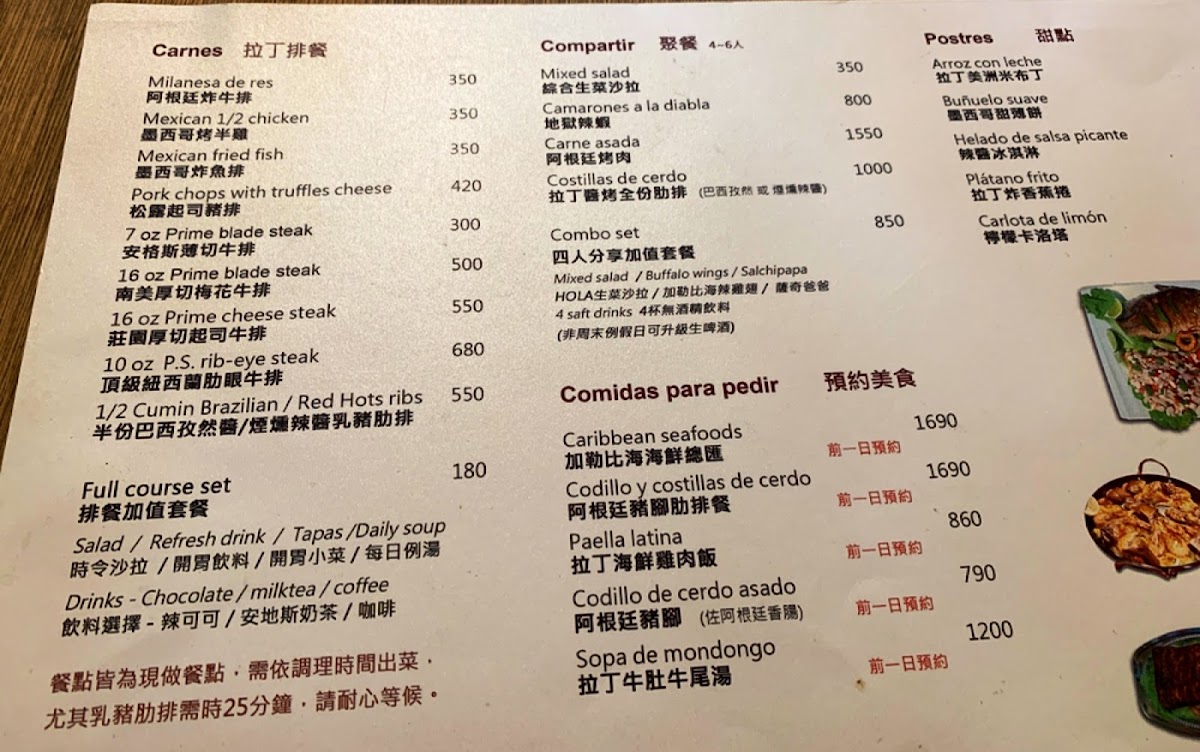 Carnes 拉丁排餐
Milanesa de res 350
阿根廷炸牛排
Mexican 1/2 chicken 350
墨西哥烤半雞
Mexican fried fish 350
墨西哥炸魚排
Pork chops with truffles cheese 420
松露起司豬排
7 oz Prime blade steak 300
安格斯薄切牛排
16 oz Prime blade steak 500
南美厚切梅花牛排
16 oz Prime cheese steak 550
莊園厚切起司牛排
10 oz P.S. rib-eye steak 680
頂級紐西蘭肋眼牛排
1/2 Cumin Brazilian / Red Hots ribs 550
半份巴西孜然醬/煙燻辣醬乳豬肋排
Full course set 180
排餐加值套餐
Salad / Refresh drink / Tapas /Daily soup
時令沙拉 / 開胃飲料 / 開胃小菜 / 每日例湯
Drinks - Chocolate / milktea / coffee
飲料選擇 - 辣可可 / 安地斯奶茶 / 咖啡
餐點皆為現做餐點，需依調理時間出菜，
尤其乳豬肋排需時25分鐘，請耐心等候。
Compartir 聚餐 4~6人
Mixed salad 350
綜合生菜沙拉
Camarones a la diabla 800
地獄辣蝦
Carne asada 1550
阿根廷烤肉
Costillas de cerdo 1000
拉丁醬烤全份肋排 (巴西孜然 或 煙燻辣醬)
Combo set 850
四人分享加值套餐
Mixed salad / Buffalo wings / Salchipapa
HOLA生菜沙拉 / 加勒比海辣雞翅 / 薩奇爸爸
4 saft drinks 4杯無酒精飲料
(非周末例假日可升級生啤酒)
Comidas para pedir 預約美食
Caribbean seafoods 1690
加勒比海海鮮總匯 前一日預約
Codillo y costillas de cerdo 1690
阿根廷豬腳肋排餐 前一日預約
Paella latina 860
拉丁海鮮雞肉飯 前一日預約
Codillo de cerdo asado 790
阿根廷豬腳 (佐阿根廷香腸) 前一日預約
Sopa de mondongo 1200
拉丁牛肚牛尾湯 前一日預約
Postres 甜點
Arroz con leche
拉丁美洲米布丁
Buñuelo suave
墨西哥甜薄餅
Helado de salsa picante
辣醬冰淇淋
Plátano frito
拉丁炸香蕉捲
Carlota de limón
檸檬卡洛塔